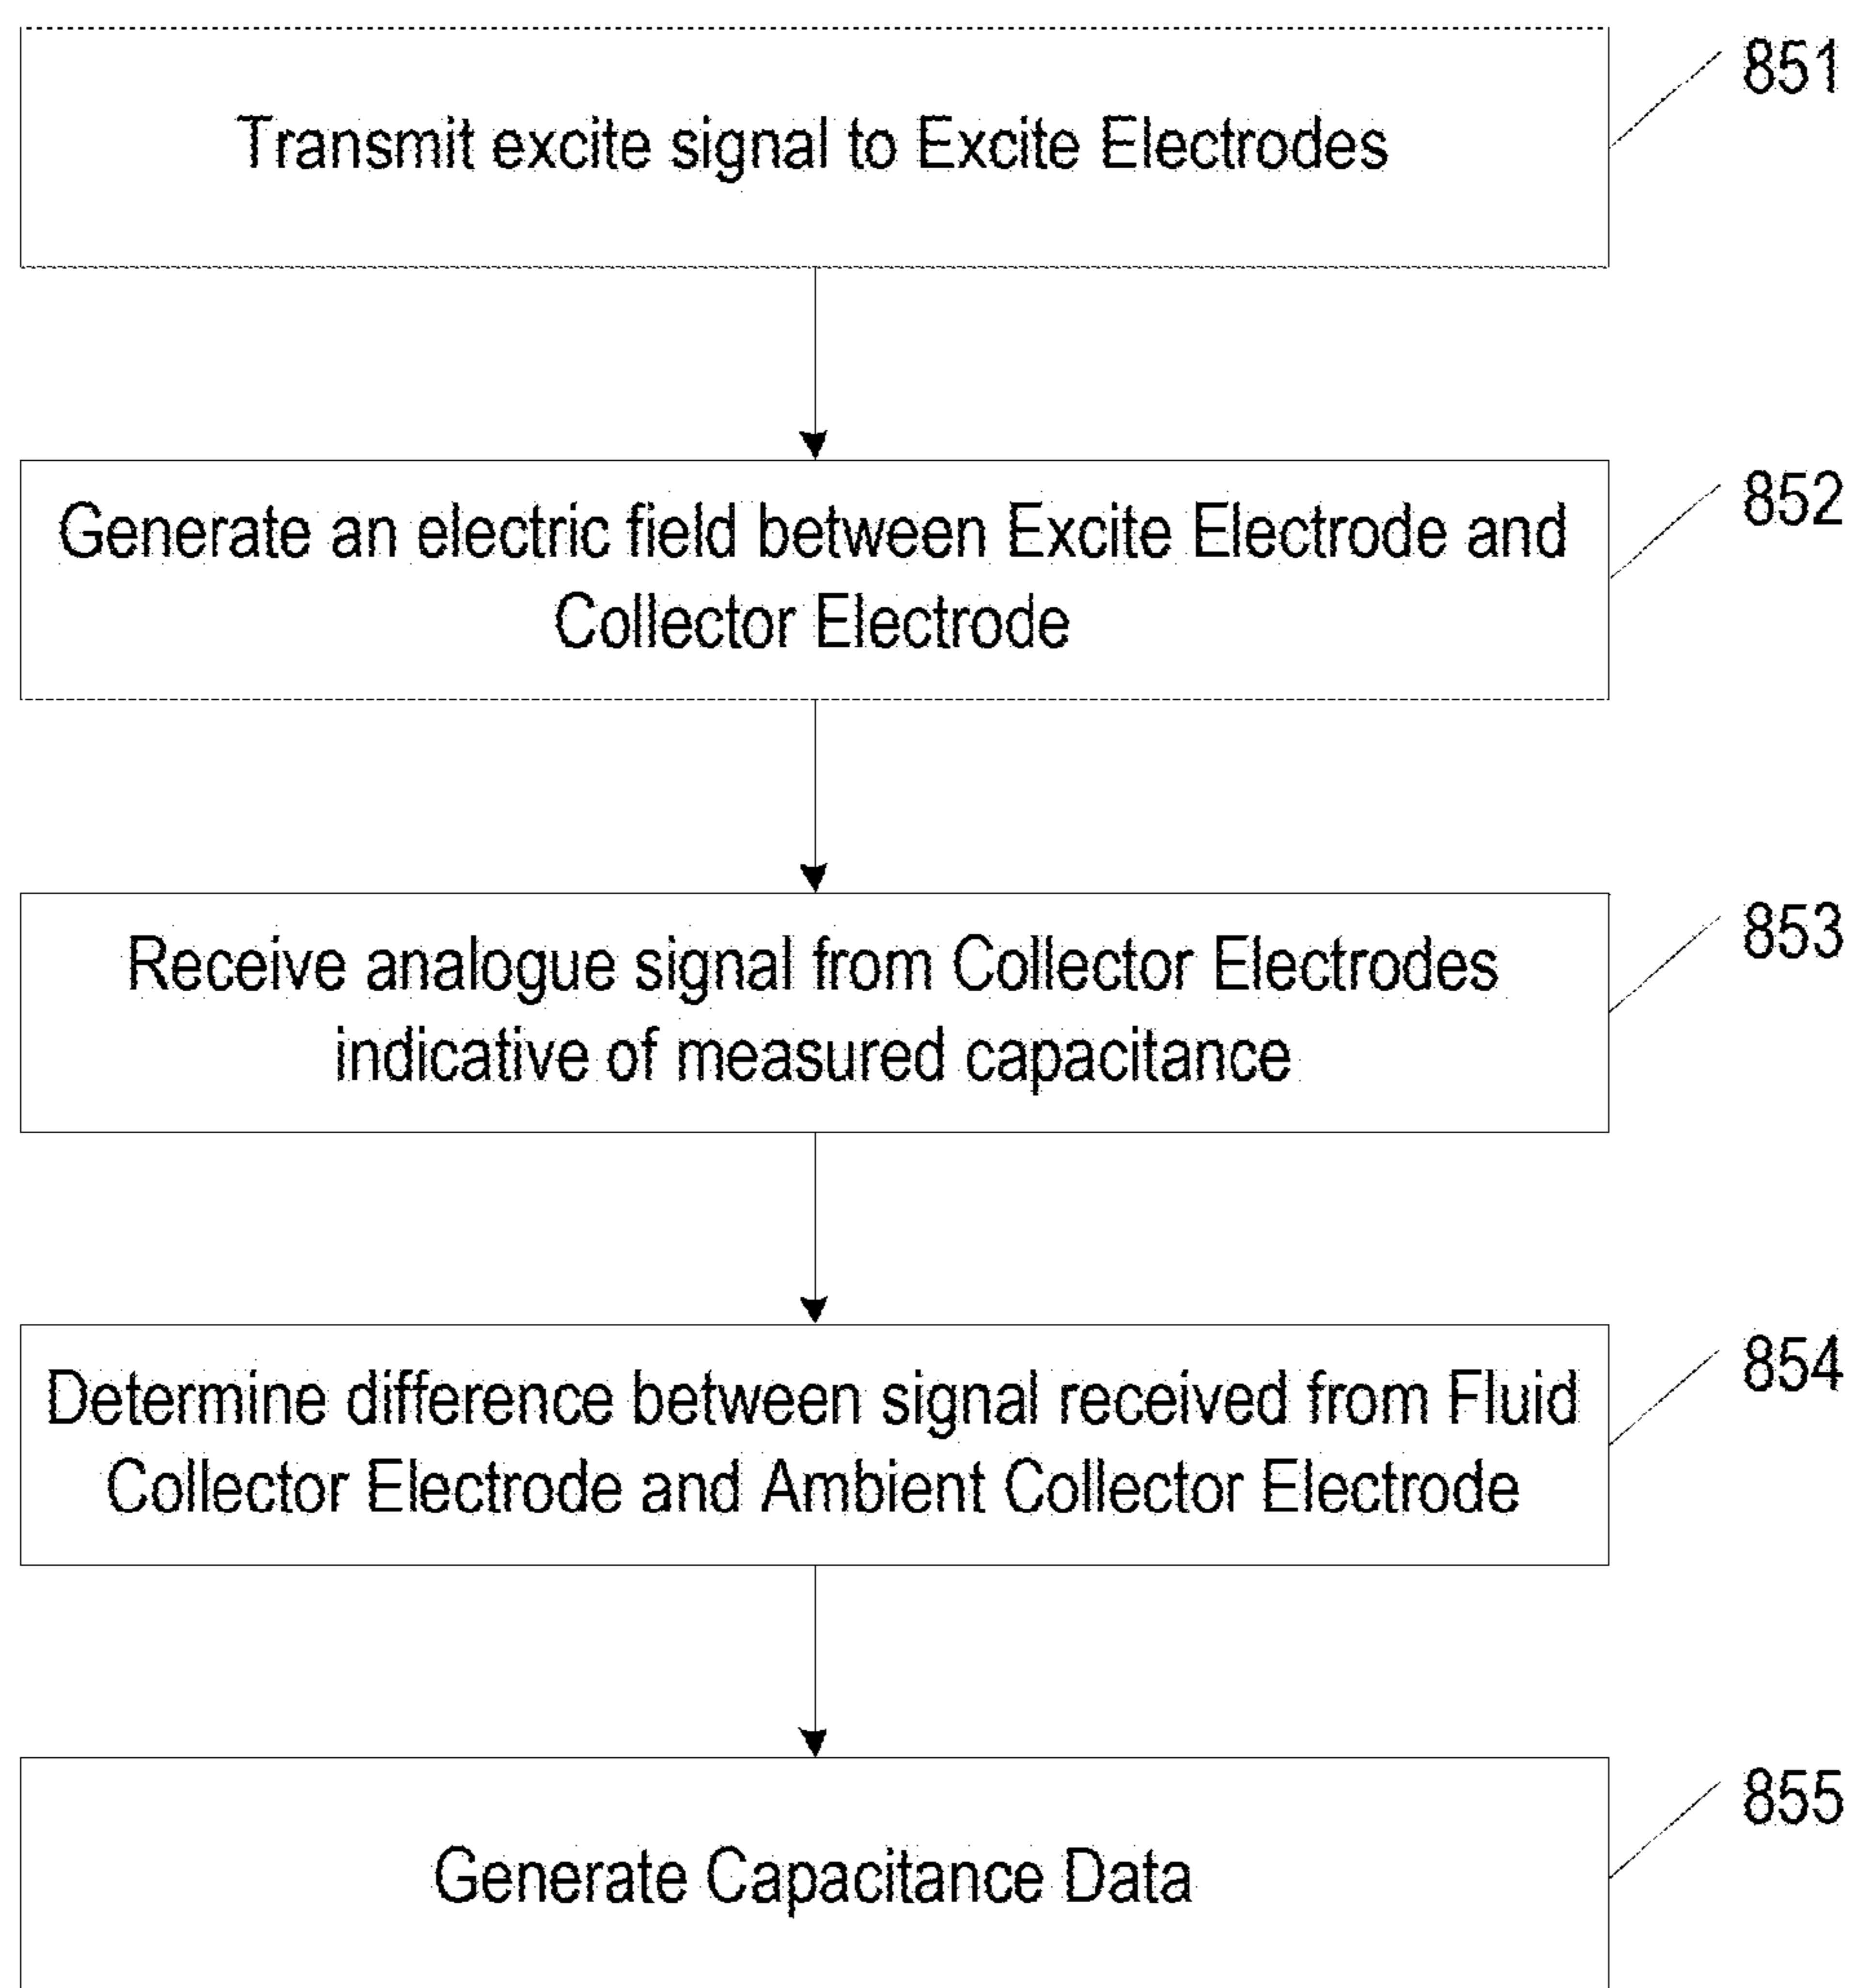 851
Transmit excite signal to Excite Electrodes
852
Generate an electric field between Excite Electrode and
Collector Electrode
853
Receive analogue signal from Collector Electrodes
indicative of measured capacitance
854
Determine difference between signal received from Fluid
Collector Electrode and Ambient Collector Electrode
855
Generate Capacitance Data